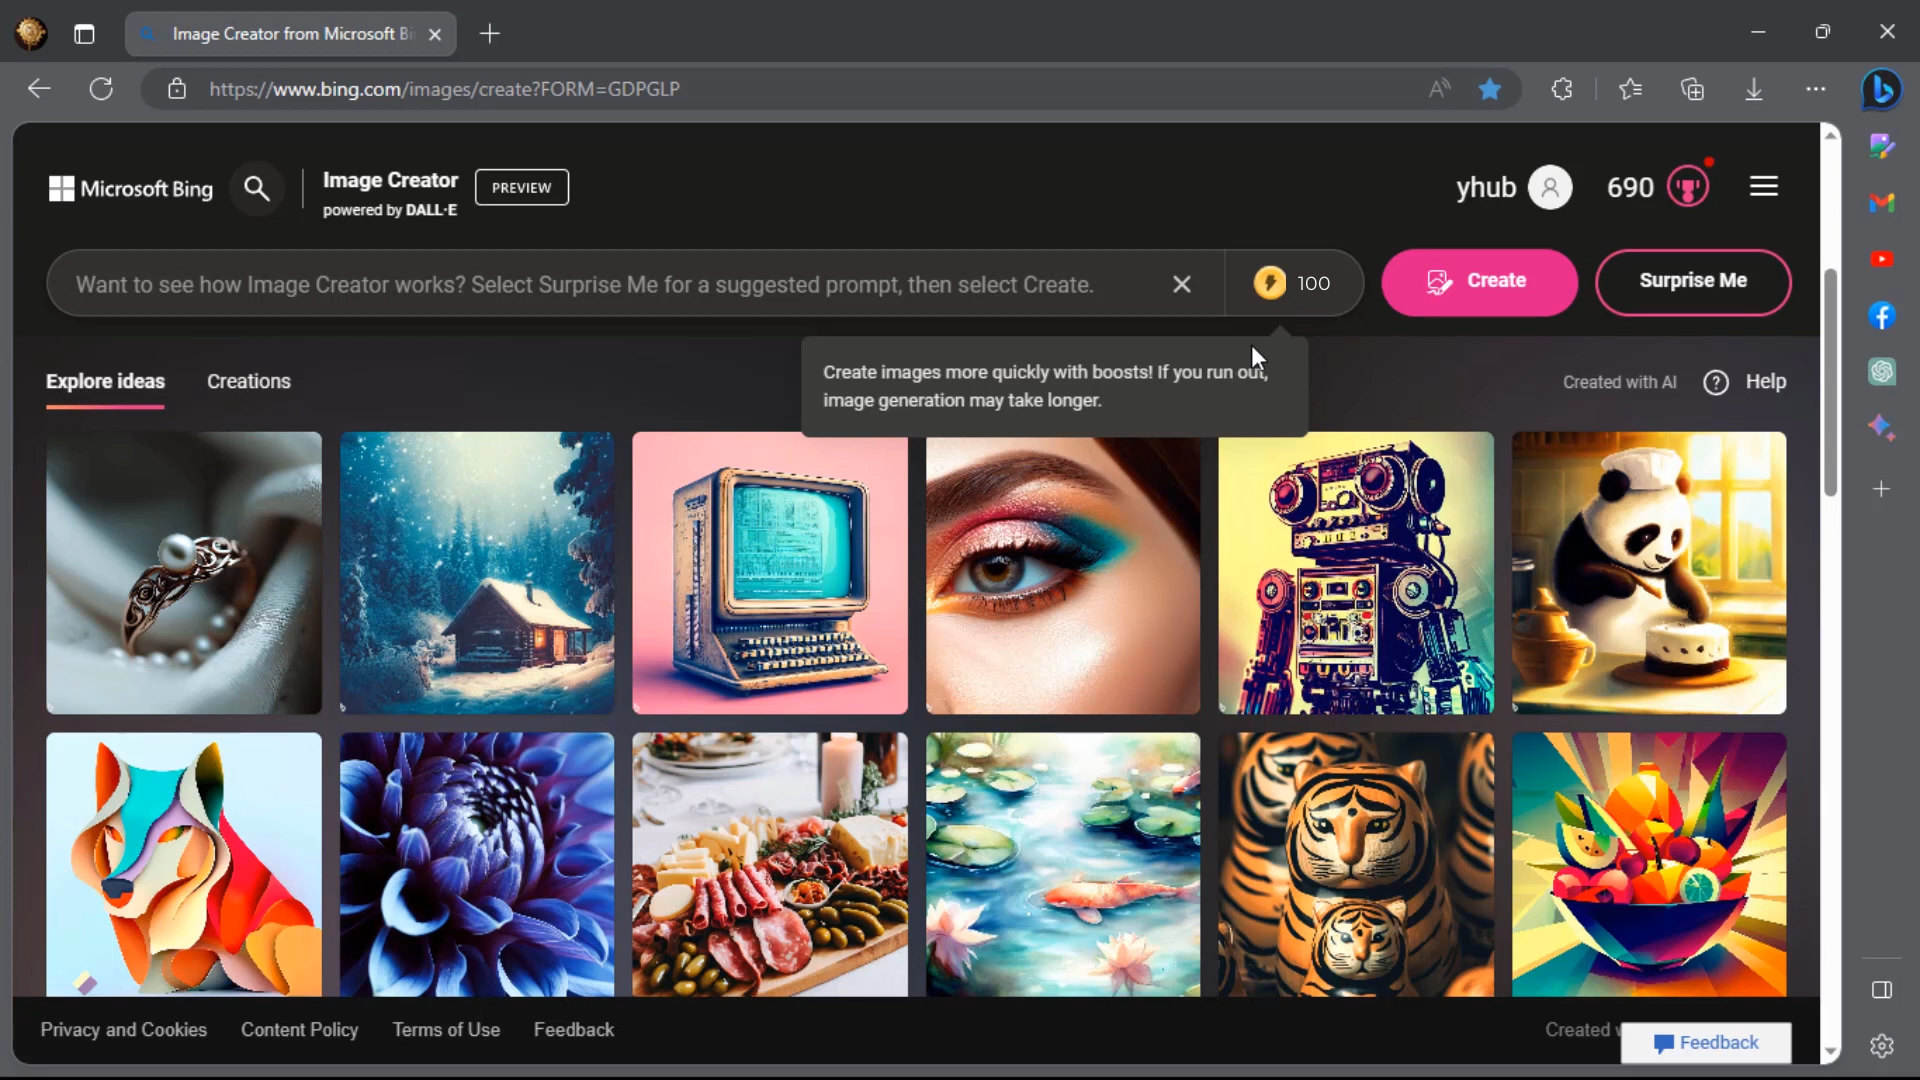 Image Creator from Microsoft Bi
https://www.bing.com/images/create?FORM=GDPGLP
Microsoft Bing
Image Creator
powered by DALL·E
PREVIEW
yhub
690
Want to see how Image Creator works? Select Surprise Me for a suggested prompt, then select Create.
100
Create
Surprise Me
Create images more quickly with boosts! If you run out,
image generation may take longer.
Explore ideas
Creations
Created with AI
Help
Privacy and Cookies
Content Policy
Terms of Use
Feedback
Created
Feedback